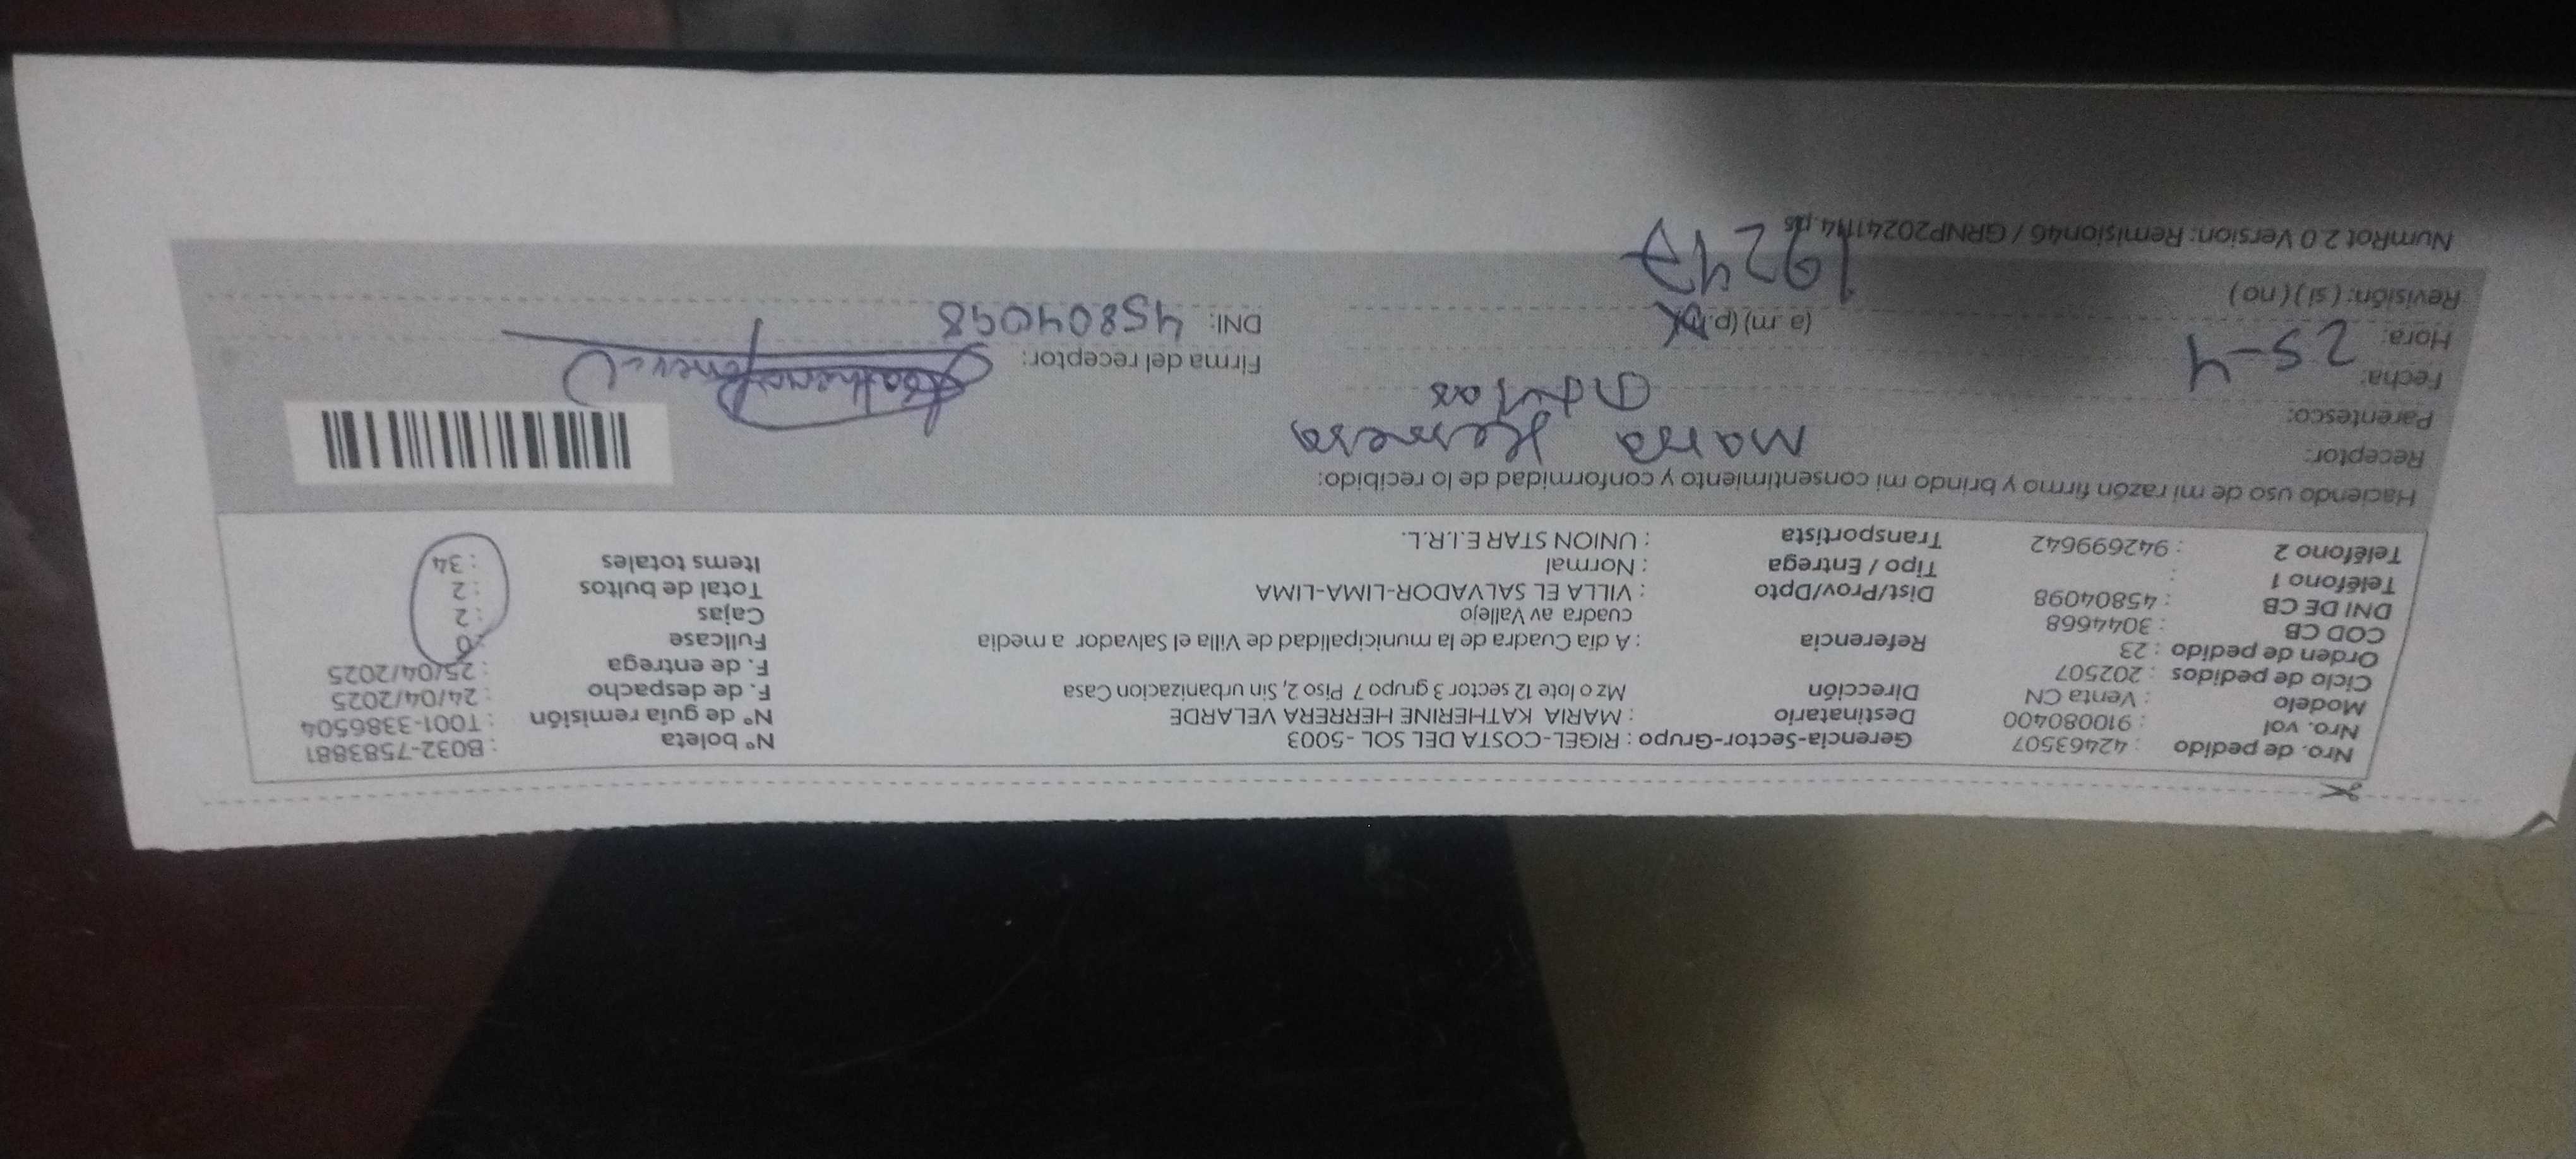 Nro. de pedido : 42463507 Gerencia-Sector-Grupo : RIGEL-COSTA DEL SOL -5003 Nº boleta : B032-7583881
Nro. vol : 910080400 Destinatario : MARIA KATHERINE HERRERA VELARDE Nº de guía remisión : T001-3386504
Modelo : Venta CN Dirección Mz o lote 12 sector 3 grupo 7 Piso 2, Sin urbanizacion Casa F. de despacho : 24/04/2025
Ciclo de pedidos : 202507 F. de entrega : 25/04/2025
Orden de pedido : 23 Referencia : A dia Cuadra de la municipalidad de Villa el Salvador a media Fullcase : 0
COD CB : 3044668 cuadra av Vallejo Cajas : 2
DNI DE CB : 45804098 Dist/Prov/Dpto : VILLA EL SALVADOR-LIMA-LIMA Total de bultos : 2
Teléfono 1 : Tipo / Entrega : Normal Items totales : 34
Teléfono 2 : 942699642 Transportista : UNION STAR E.I.R.L.
Haciendo uso de mi razón firmo y brindo mi consentimiento y conformidad de lo recibido:
Receptor: Maria Herrera
Parentesco:
Fecha: 25-4 Firma del receptor:
Hora: (a.m) (p.m) DNI: 45804098
Revisión: (si) (no)
NumRot 2.0 Version: Remision46 / GRNP20241114.pls